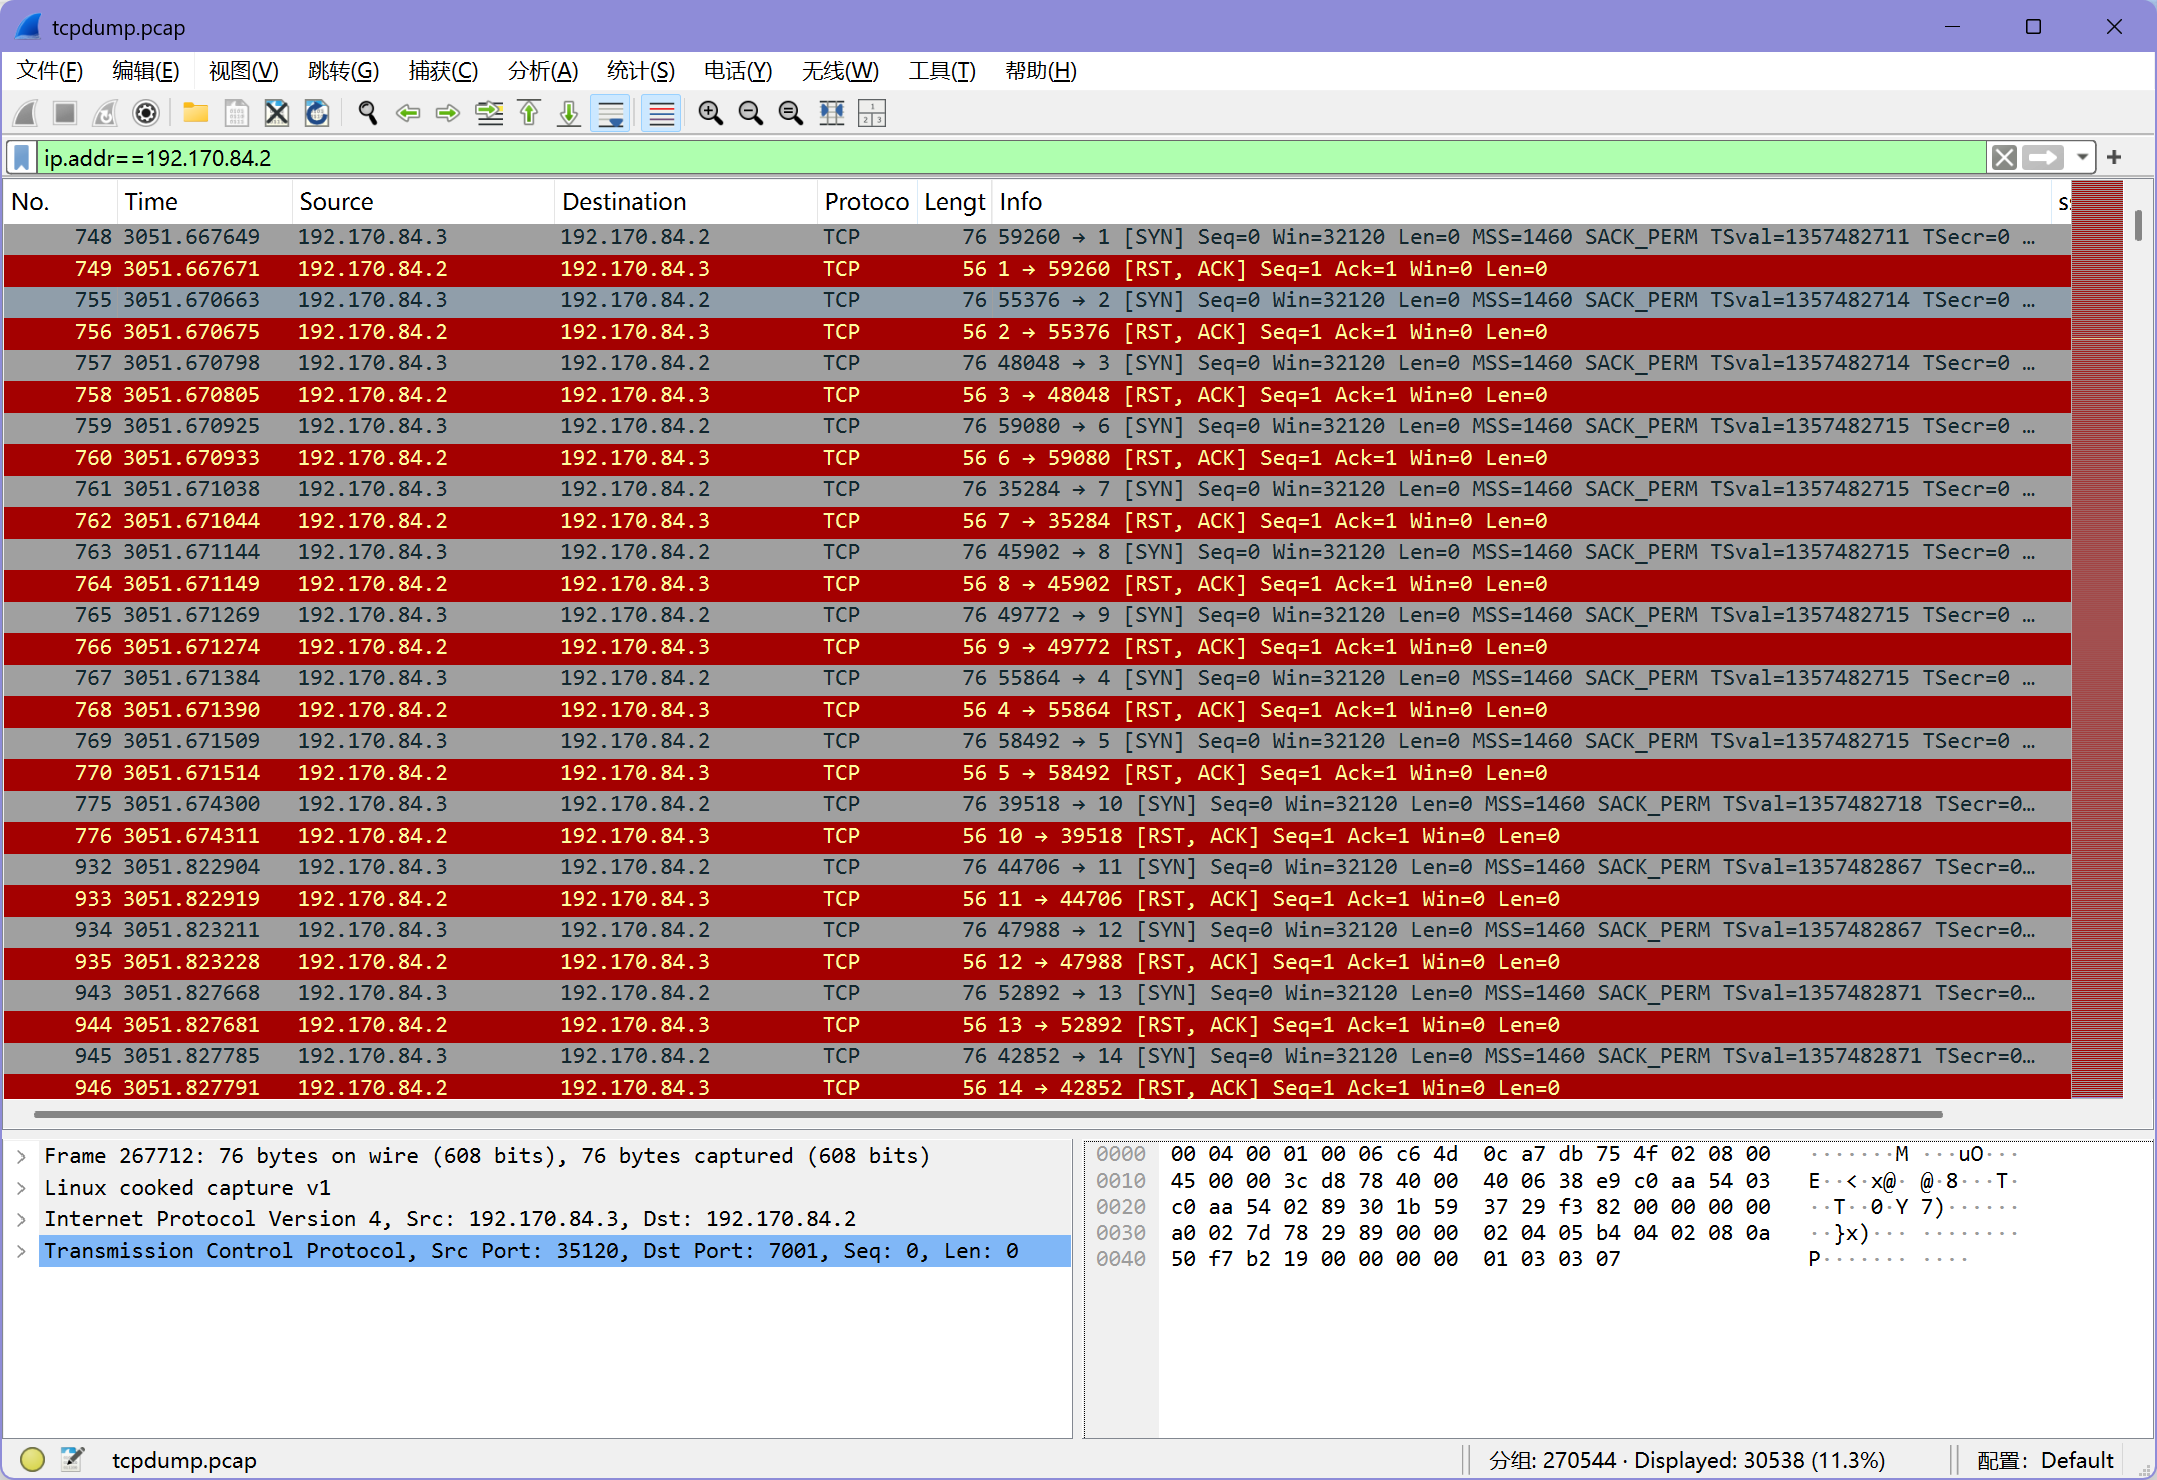 tcpdump.pcap
文件(F) 编辑(E) 视图(V) 跳转(G) 捕获(C) 分析(A) 统计(S) 电话(Y) 无线(W) 工具(T) 帮助(H)
ip.addr==192.170.84.2
No. Time Source Destination Protoco Lengt Info
748 3051.667649 192.170.84.3 192.170.84.2 TCP 76 59260 → 1 [SYN] Seq=0 Win=32120 Len=0 MSS=1460 SACK_PERM TSval=1357482711 TSecr=0 …
749 3051.667671 192.170.84.2 192.170.84.3 TCP 56 1 → 59260 [RST, ACK] Seq=1 Ack=1 Win=0 Len=0
755 3051.670663 192.170.84.3 192.170.84.2 TCP 76 55376 → 2 [SYN] Seq=0 Win=32120 Len=0 MSS=1460 SACK_PERM TSval=1357482714 TSecr=0 …
756 3051.670675 192.170.84.2 192.170.84.3 TCP 56 2 → 55376 [RST, ACK] Seq=1 Ack=1 Win=0 Len=0
757 3051.670798 192.170.84.3 192.170.84.2 TCP 76 48048 → 3 [SYN] Seq=0 Win=32120 Len=0 MSS=1460 SACK_PERM TSval=1357482714 TSecr=0 …
758 3051.670805 192.170.84.2 192.170.84.3 TCP 56 3 → 48048 [RST, ACK] Seq=1 Ack=1 Win=0 Len=0
759 3051.670925 192.170.84.3 192.170.84.2 TCP 76 59080 → 6 [SYN] Seq=0 Win=32120 Len=0 MSS=1460 SACK_PERM TSval=1357482715 TSecr=0 …
760 3051.670933 192.170.84.2 192.170.84.3 TCP 56 6 → 59080 [RST, ACK] Seq=1 Ack=1 Win=0 Len=0
761 3051.671038 192.170.84.3 192.170.84.2 TCP 76 35284 → 7 [SYN] Seq=0 Win=32120 Len=0 MSS=1460 SACK_PERM TSval=1357482715 TSecr=0 …
762 3051.671044 192.170.84.2 192.170.84.3 TCP 56 7 → 35284 [RST, ACK] Seq=1 Ack=1 Win=0 Len=0
763 3051.671144 192.170.84.3 192.170.84.2 TCP 76 45902 → 8 [SYN] Seq=0 Win=32120 Len=0 MSS=1460 SACK_PERM TSval=1357482715 TSecr=0 …
764 3051.671149 192.170.84.2 192.170.84.3 TCP 56 8 → 45902 [RST, ACK] Seq=1 Ack=1 Win=0 Len=0
765 3051.671269 192.170.84.3 192.170.84.2 TCP 76 49772 → 9 [SYN] Seq=0 Win=32120 Len=0 MSS=1460 SACK_PERM TSval=1357482715 TSecr=0 …
766 3051.671274 192.170.84.2 192.170.84.3 TCP 56 9 → 49772 [RST, ACK] Seq=1 Ack=1 Win=0 Len=0
767 3051.671384 192.170.84.3 192.170.84.2 TCP 76 55864 → 4 [SYN] Seq=0 Win=32120 Len=0 MSS=1460 SACK_PERM TSval=1357482715 TSecr=0 …
768 3051.671390 192.170.84.2 192.170.84.3 TCP 56 4 → 55864 [RST, ACK] Seq=1 Ack=1 Win=0 Len=0
769 3051.671509 192.170.84.3 192.170.84.2 TCP 76 58492 → 5 [SYN] Seq=0 Win=32120 Len=0 MSS=1460 SACK_PERM TSval=1357482715 TSecr=0 …
770 3051.671514 192.170.84.2 192.170.84.3 TCP 56 5 → 58492 [RST, ACK] Seq=1 Ack=1 Win=0 Len=0
775 3051.674300 192.170.84.3 192.170.84.2 TCP 76 39518 → 10 [SYN] Seq=0 Win=32120 Len=0 MSS=1460 SACK_PERM TSval=1357482718 TSecr=0…
776 3051.674311 192.170.84.2 192.170.84.3 TCP 56 10 → 39518 [RST, ACK] Seq=1 Ack=1 Win=0 Len=0
932 3051.822904 192.170.84.3 192.170.84.2 TCP 76 44706 → 11 [SYN] Seq=0 Win=32120 Len=0 MSS=1460 SACK_PERM TSval=1357482867 TSecr=0…
933 3051.822919 192.170.84.2 192.170.84.3 TCP 56 11 → 44706 [RST, ACK] Seq=1 Ack=1 Win=0 Len=0
934 3051.823211 192.170.84.3 192.170.84.2 TCP 76 47988 → 12 [SYN] Seq=0 Win=32120 Len=0 MSS=1460 SACK_PERM TSval=1357482867 TSecr=0…
935 3051.823228 192.170.84.2 192.170.84.3 TCP 56 12 → 47988 [RST, ACK] Seq=1 Ack=1 Win=0 Len=0
943 3051.827668 192.170.84.3 192.170.84.2 TCP 76 52892 → 13 [SYN] Seq=0 Win=32120 Len=0 MSS=1460 SACK_PERM TSval=1357482871 TSecr=0…
944 3051.827681 192.170.84.2 192.170.84.3 TCP 56 13 → 52892 [RST, ACK] Seq=1 Ack=1 Win=0 Len=0
945 3051.827785 192.170.84.3 192.170.84.2 TCP 76 42852 → 14 [SYN] Seq=0 Win=32120 Len=0 MSS=1460 SACK_PERM TSval=1357482871 TSecr=0…
946 3051.827791 192.170.84.2 192.170.84.3 TCP 56 14 → 42852 [RST, ACK] Seq=1 Ack=1 Win=0 Len=0
Frame 267712: 76 bytes on wire (608 bits), 76 bytes captured (608 bits)
Linux cooked capture v1
Internet Protocol Version 4, Src: 192.170.84.3, Dst: 192.170.84.2
Transmission Control Protocol, Src Port: 35120, Dst Port: 7001, Seq: 0, Len: 0
0000 00 04 00 01 00 06 c6 4d 0c a7 db 75 4f 02 08 00 ·······M ···uO···
0010 45 00 00 3c d8 78 40 00 40 06 38 e9 c0 aa 54 03 E··<·x@· @·8···T·
0020 c0 aa 54 02 89 30 1b 59 37 29 f3 82 00 00 00 00 ··T··0·Y 7)······
0030 a0 02 7d 78 29 89 00 00 02 04 05 b4 04 02 08 0a ··}x)··· ········
0040 50 f7 b2 19 00 00 00 00 01 03 03 07 P······· ····
tcpdump.pcap 分组: 270544 · Displayed: 30538 (11.3%) 配置: Default